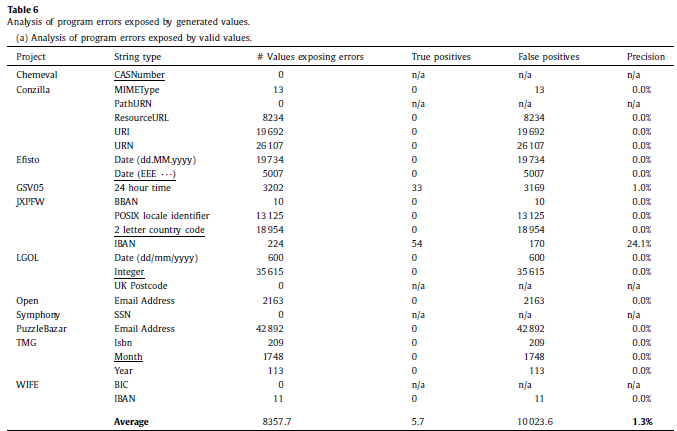 Table 6
Analysis of program errors exposed by generated values.
(a) Analysis of program errors exposed by valid values.
Project String type # Values exposing errors True positives False positives Precision
Chemeval CASNumber 0 n/a n/a n/a
Conzilla MIMEType 13 0 13 0.0%
PathURN 0 n/a n/a n/a
ResourceURL 8234 0 8234 0.0%
URI 19 692 0 19 692 0.0%
URN 26 107 0 26 107 0.0%
Efisto Date (dd.MM.yyyy) 19 734 0 19 734 0.0%
Date (EEE ···) 5007 0 5007 0.0%
GSV05 24 hour time 3202 33 3169 1.0%
JXPFW BBAN 10 0 10 0.0%
POSIX locale identifier 13 125 0 13 125 0.0%
2 letter country code 18 954 0 18 954 0.0%
IBAN 224 54 170 24.1%
LGOL Date (dd/mm/yyyy) 600 0 600 0.0%
Integer 35 615 0 35 615 0.0%
UK Postcode 0 n/a n/a n/a
Open Email Address 2163 0 2163 0.0%
Symphony SSN 0 n/a n/a n/a
PuzzleBazar Email Address 42 892 0 42 892 0.0%
TMG Isbn 209 0 209 0.0%
Month 1748 0 1748 0.0%
Year 113 0 113 0.0%
WIFE BIC 0 n/a n/a n/a
IBAN 11 0 11 0.0%
Average 8357.7 5.7 10 023.6 1.3%